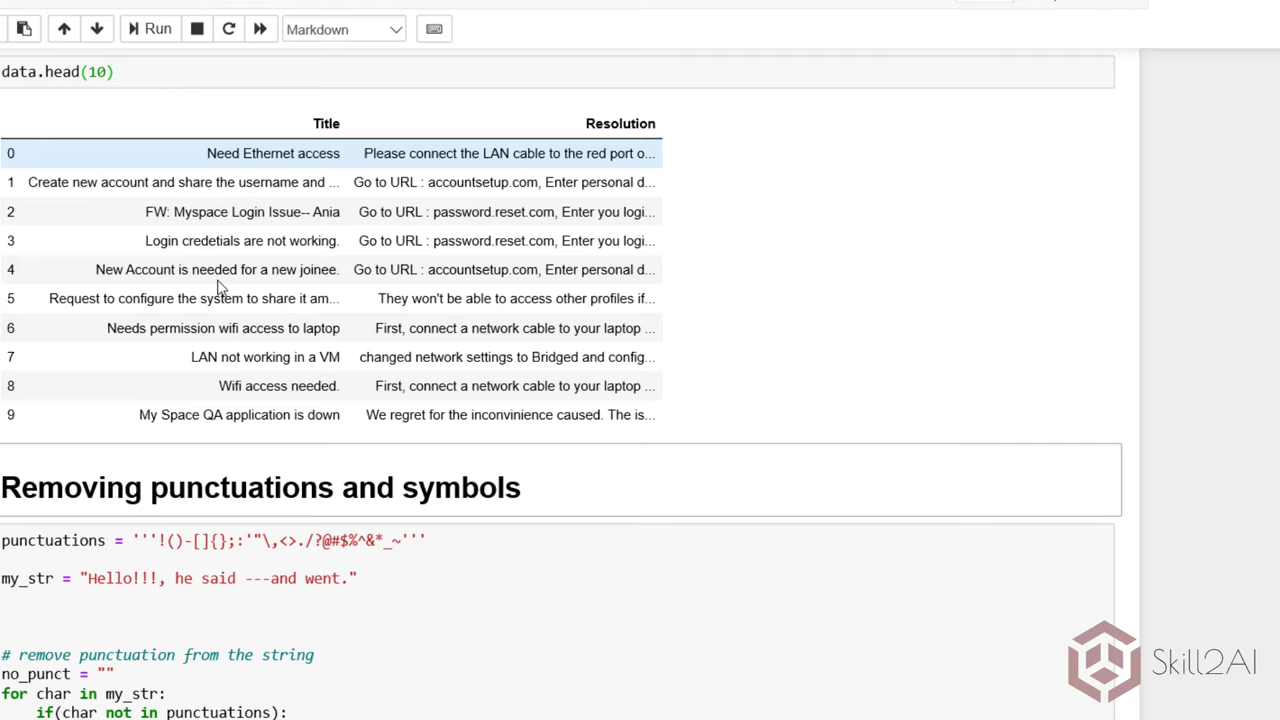 Run Markdown
data.head(10)
Title Resolution
0 Need Ethernet access Please connect the LAN cable to the red port o...
1 Create new account and share the username and ... Go to URL : accountsetup.com, Enter personal d...
2 FW: Myspace Login Issue-- Ania Go to URL : password.reset.com, Enter you logi...
3 Login credetials are not working. Go to URL : password.reset.com, Enter you logi...
4 New Account is needed for a new joinee. Go to URL : accountsetup.com, Enter personal d...
5 Request to configure the system to share it am... They won't be able to access other profiles if...
6 Needs permission wifi access to laptop First, connect a network cable to your laptop ...
7 LAN not working in a VM changed network settings to Bridged and config...
8 Wifi access needed. First, connect a network cable to your laptop ...
9 My Space QA application is down We regret for the inconvinience caused. The is...
Removing punctuations and symbols
punctuations = '''!()-[]{};:'"\,<>./?@#$%^&*_~'''
my_str = "Hello!!!, he said ---and went."
# remove punctuation from the string
no_punct = ""
for char in my_str:
if(char not in punctuations):
Skill2AI